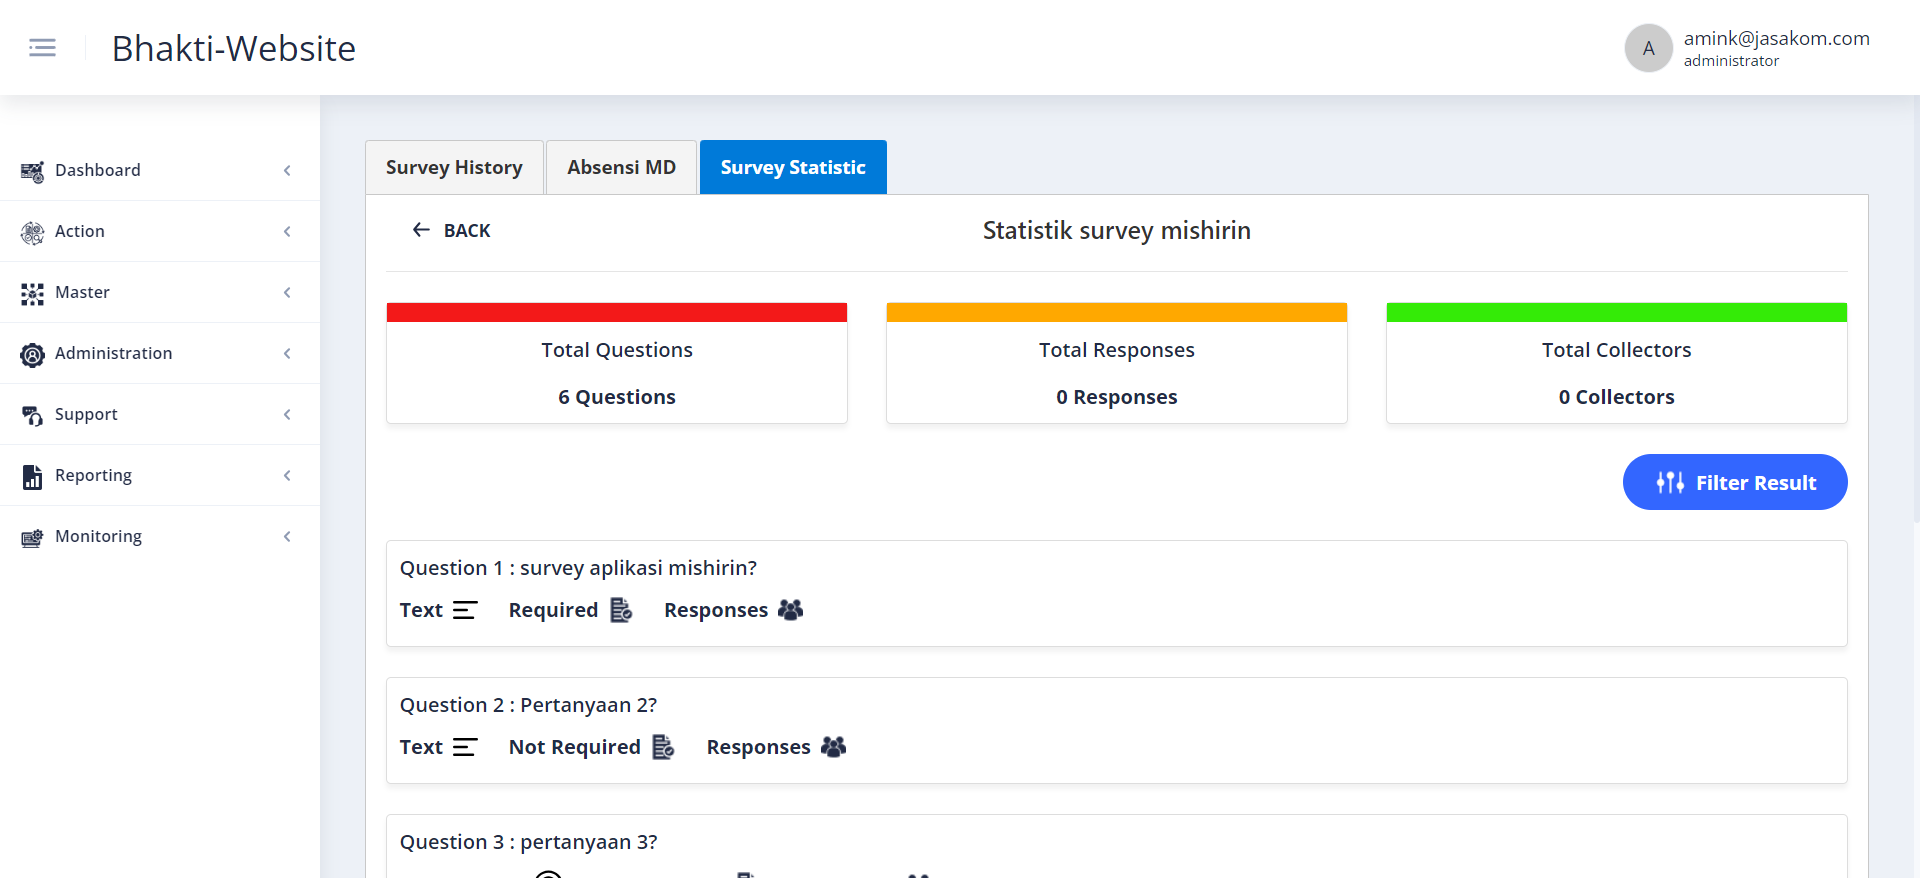 Bhakti-Website
A
amink@jasakom.com
administrator
Dashboard
Action
Master
Administration
Support
Reporting
Monitoring
Survey History
Absensi MD
Survey Statistic
BACK
Statistik survey mishirin
Total Questions
6 Questions
Total Responses
0 Responses
Total Collectors
0 Collectors
Filter Result
Question 1 : survey aplikasi mishirin?
Text Required Responses
Question 2 : Pertanyaan 2?
Text Not Required Responses
Question 3 : pertanyaan 3?